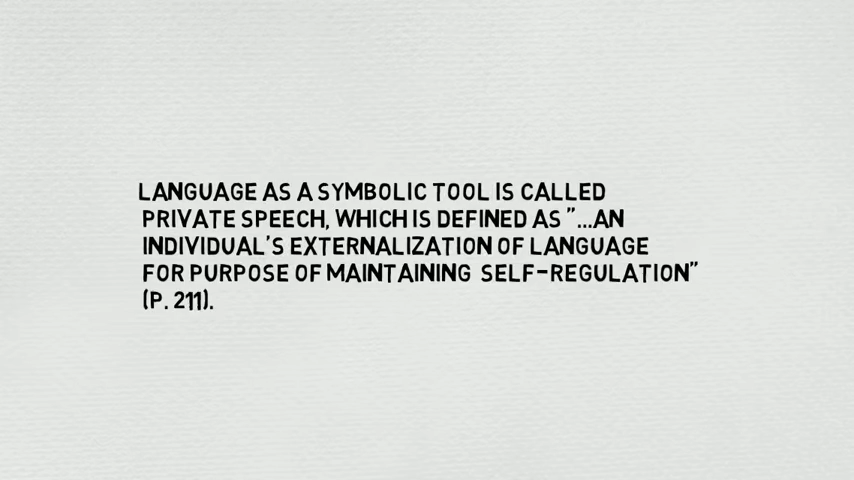 LANGUAGE AS A SYMBOLIC TOOL IS CALLED
PRIVATE SPEECH, WHICH IS DEFINED AS "...AN
INDIVIDUAL'S EXTERNALIZATION OF LANGUAGE
FOR PURPOSE OF MAINTAINING SELF-REGULATION"
(P. 211).